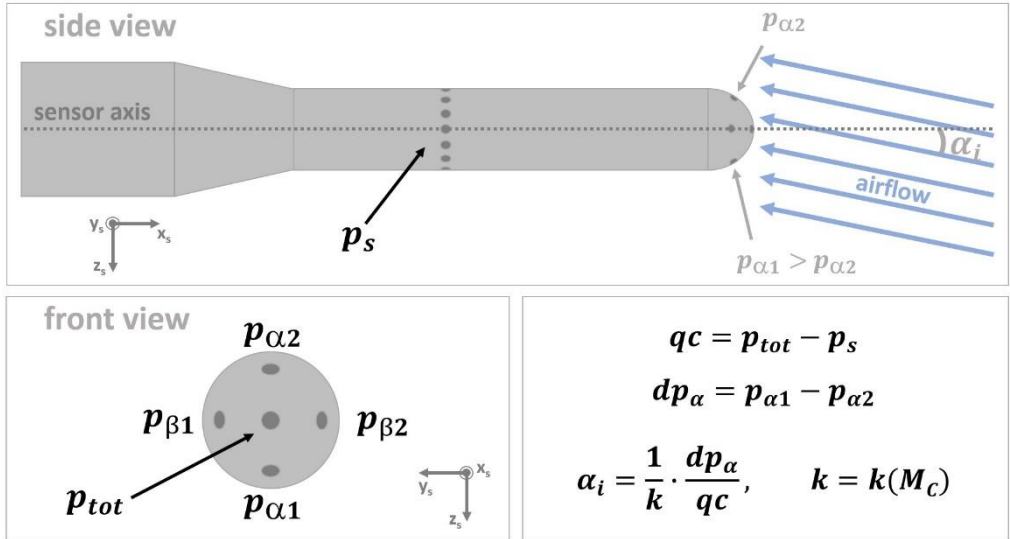 side view
pα2
sensor axis
αi
airflow
ps
ys
xs
zs
pα1 > pα2
front view
pα2
pβ1
pβ2
ptot
pα1
xs
ys
zs
qc = ptot − ps
dpα = pα1 − pα2
αi = 1/k · dpα/qc, k = k(MC)